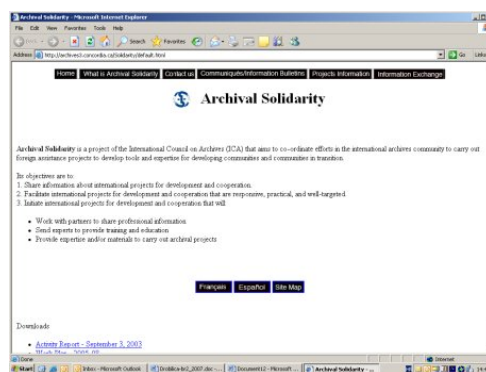 Archival Solidarity - Microsoft Internet Explorer
File Edit View Favorites Tools Help
Search Favorites
Address http://archives3.concordia.ca/solidarity/default.html Go Links
Home What is Archival Solidarity Contact us Communiqués/Information Bulletins Projects Information Information Exchange
Archival Solidarity
Archival Solidarity is a project of the International Council on Archives (ICA) that aims to co-ordinate efforts in the international archives community to carry out
foreign assistance projects to develop tools and expertise for developing communities and communities in transition.
Its objectives are to:
1. Share information about international projects for development and cooperation.
2. Facilitate international projects for development and cooperation that are responsive, practical, and well-targeted.
3. Initiate international projects for development and cooperation that will
• Work with partners to share professional information
• Send experts to provide training and education
• Provide expertise and/or materials to carry out archival projects
Français Español Site Map
Downloads
• Activity Report - September 3, 2003
Done Internet
Start Inbox - Microsoft Outlook Document12 - Microsoft ... Archival Solidarity - ...